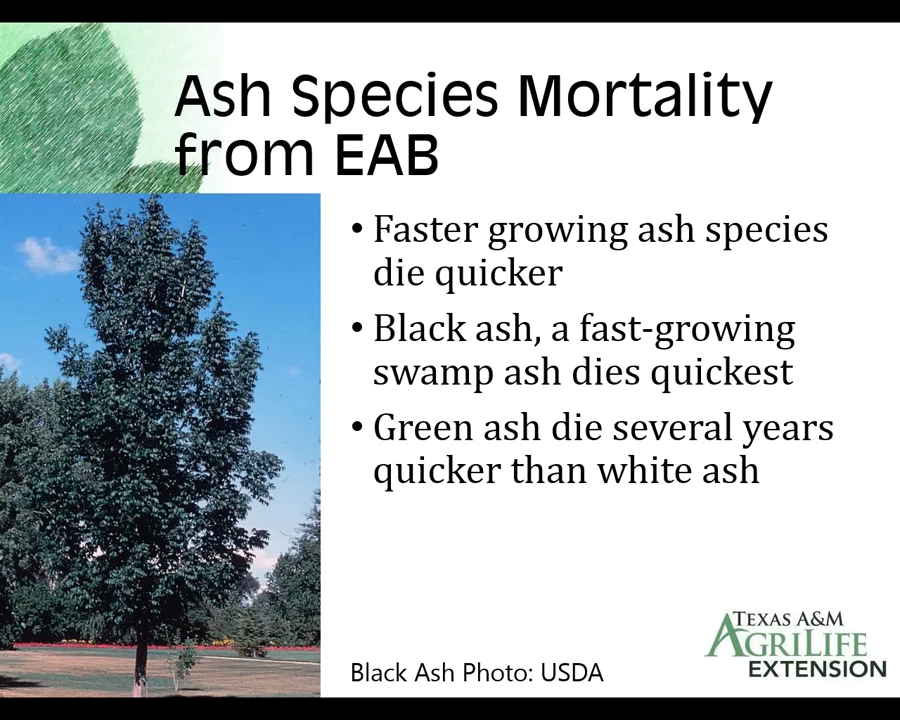 Ash Species Mortality
from EAB
• Faster growing ash species
die quicker
• Black ash, a fast-growing
swamp ash dies quickest
• Green ash die several years
quicker than white ash
Black Ash Photo: USDA
TEXAS A&M
AGRILIFE
EXTENSION